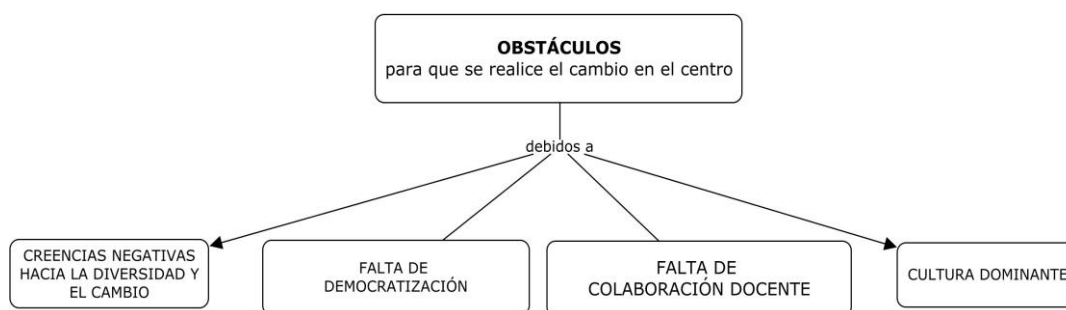 OBSTÁCULOS
para que se realice el cambio en el centro
debidos a
CREENCIAS NEGATIVAS
HACIA LA DIVERSIDAD Y
EL CAMBIO
FALTA DE
DEMOCRATIZACIÓN
FALTA DE
COLABORACIÓN DOCENTE
CULTURA DOMINANTE